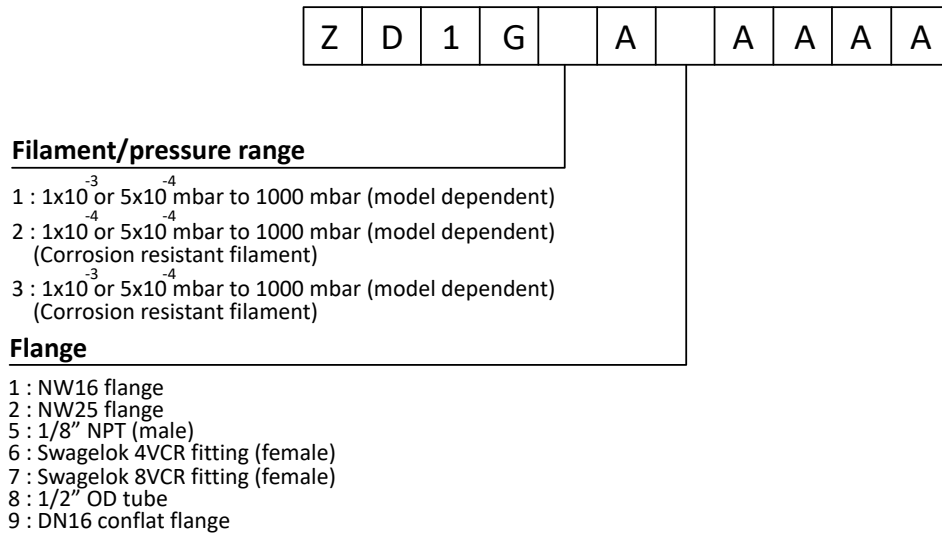 Z D 1 G A A A A A
Filament/pressure range
1 : 1x10⁻³ or 5x10⁻⁴ mbar to 1000 mbar (model dependent)
2 : 1x10⁻⁴ or 5x10⁻⁴ mbar to 1000 mbar (model dependent)
(Corrosion resistant filament)
3 : 1x10⁻³ or 5x10⁻⁴ mbar to 1000 mbar (model dependent)
(Corrosion resistant filament)
Flange
1 : NW16 flange
2 : NW25 flange
5 : 1/8” NPT (male)
6 : Swagelok 4VCR fitting (female)
7 : Swagelok 8VCR fitting (female)
8 : 1/2” OD tube
9 : DN16 conflat flange